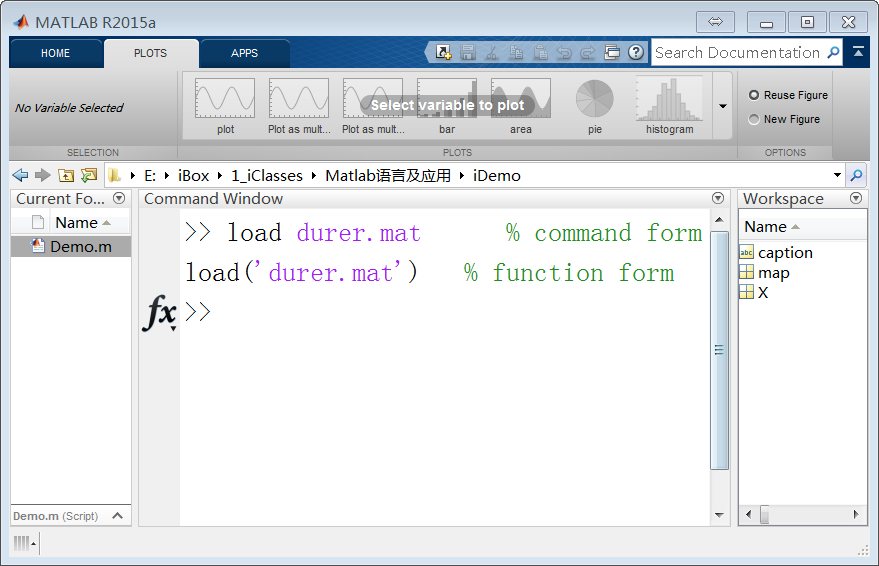 MATLAB R2015a
HOME PLOTS APPS
Search Documentation
No Variable Selected
Select variable to plot
plot Plot as mult... Plot as mult... bar area pie histogram
Reuse Figure
New Figure
SELECTION PLOTS OPTIONS
E: iBox 1_iClasses Matlab语言及应用 iDemo
Current Fo...
Name
Demo.m
Demo.m (Script)
Command Window
>> load durer.mat % command form
load('durer.mat') % function form
fx >>
Workspace
Name
abc caption
map
X